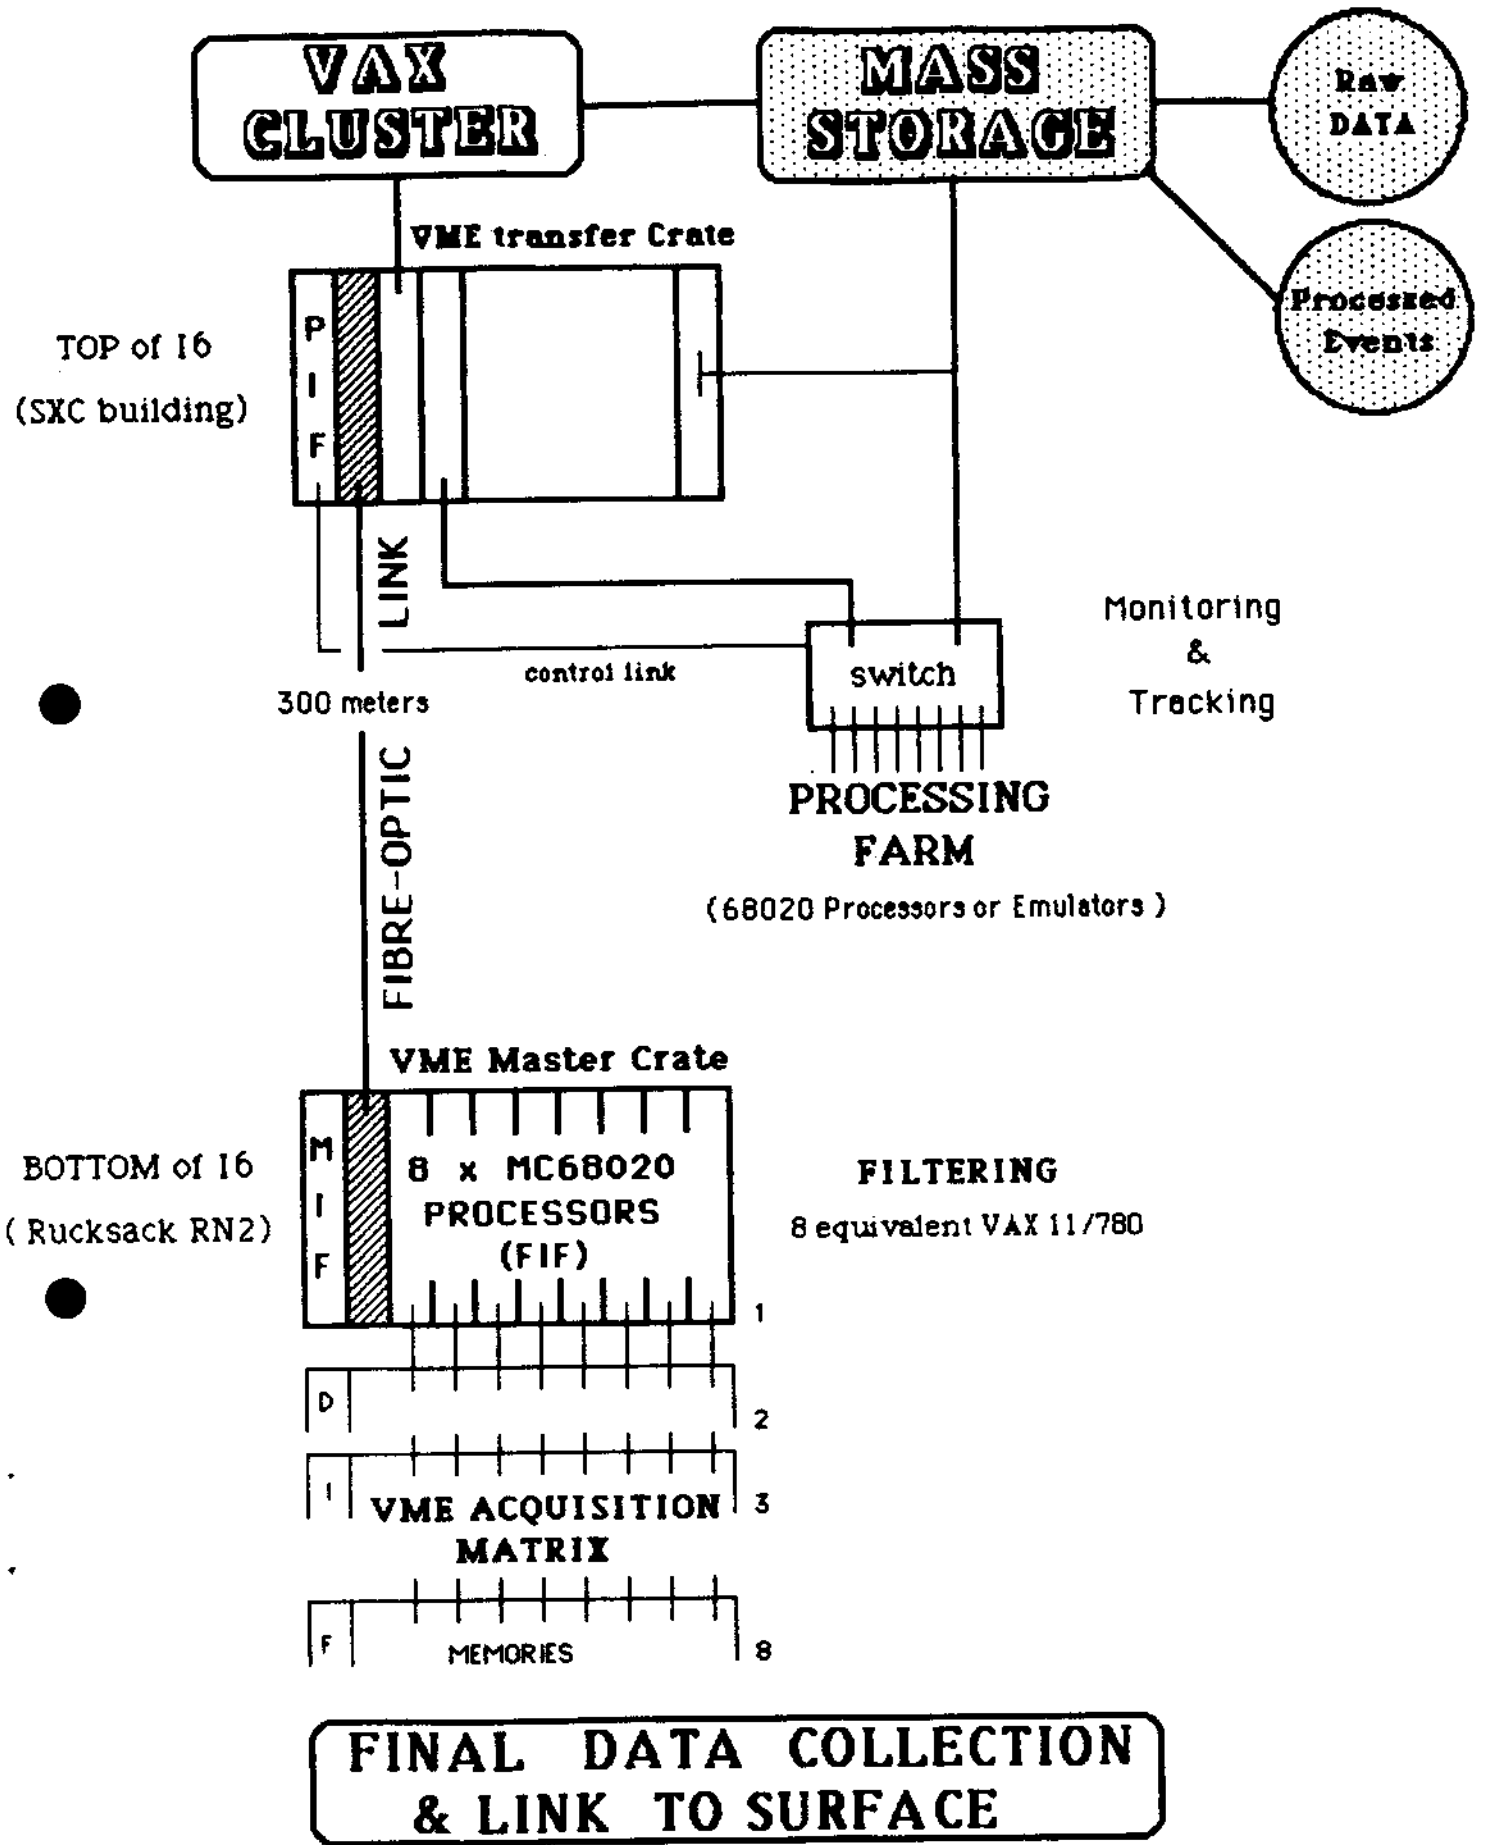 VAX
CLUSTER
MASS
STORAGE
Raw
DATA
Processed
Events
VME transfer Crate
TOP of I6
(SXC building)
P
I
F
LINK
control link
switch
Monitoring
&
Tracking
300 meters
PROCESSING
FARM
(68020 Processors or Emulators )
FIBRE-OPTIC
VME Master Crate
BOTTOM of I6
( Rucksack RN2)
M
I
F
8 x MC68020
PROCESSORS
(FIF)
FILTERING
8 equivalent VAX 11/780
1
D
2
I
VME ACQUISITION
MATRIX
3
F
MEMORIES
8
FINAL DATA COLLECTION
& LINK TO SURFACE